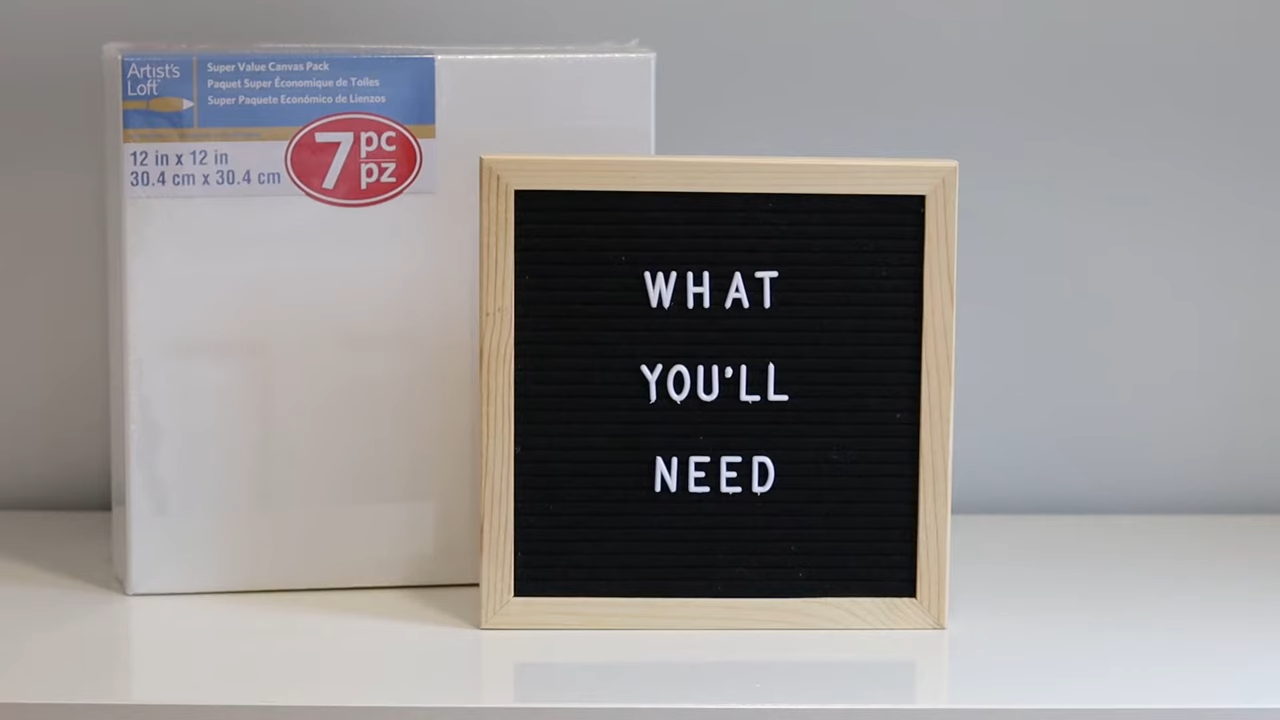 Artist's
Loft
Super Value Canvas Pack
Paquet Super Économique de Toiles
Super Paquete Económico de Lienzos
12 in x 12 in
30.4 cm x 30.4 cm
7 pc
pz
WHAT
YOU'LL
NEED